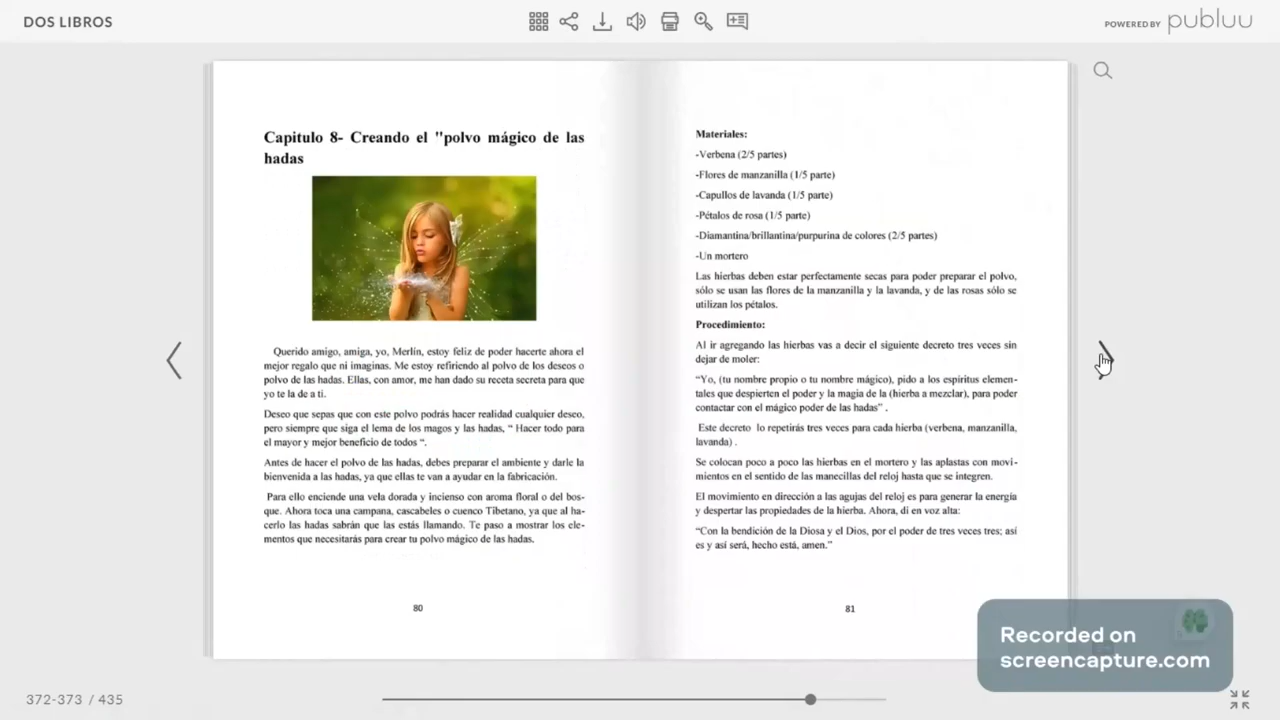 DOS LIBROS
POWERED BY publuu
Capitulo 8- Creando el "polvo mágico de las
hadas
Querido amigo, amiga, yo, Merlín, estoy feliz de poder hacerte ahora el
mejor regalo que ni imaginas. Me estoy refiriendo al polvo de los deseos o
polvo de las hadas. Ellas, con amor, me han dado su receta secreta para que
yo te la de a ti.
Deseo que sepas que con este polvo podrás hacer realidad cualquier deseo,
pero siempre que siga el lema de los magos y las hadas, “ Hacer todo para
el mayor y mejor beneficio de todos “.
Antes de hacer el polvo de las hadas, debes preparar el ambiente y darle la
bienvenida a las hadas, ya que ellas te van a ayudar en la fabricación.
Para ello enciende una vela dorada y incienso con aroma floral o del bos-
que. Ahora toca una campana, cascabeles o cuenco Tibetano, ya que al ha-
cerlo las hadas sabrán que las estás llamando. Te paso a mostrar los ele-
mentos que necesitarás para crear tu polvo mágico de las hadas.
80
Materiales:
-Verbena (2/5 partes)
-Flores de manzanilla (1/5 parte)
-Capullos de lavanda (1/5 parte)
-Pétalos de rosa (1/5 parte)
-Diamantina/brillantina/purpurina de colores (2/5 partes)
-Un mortero
Las hierbas deben estar perfectamente secas para poder preparar el polvo,
sólo se usan las flores de la manzanilla y la lavanda, y de las rosas sólo se
utilizan los pétalos.
Procedimiento:
Al ir agregando las hierbas vas a decir el siguiente decreto tres veces sin
dejar de moler:
“Yo, (tu nombre propio o tu nombre mágico), pido a los espíritus elemen-
tales que despierten el poder y la magia de la (hierba a mezclar), para poder
contactar con el mágico poder de las hadas” .
Este decreto lo repetirás tres veces para cada hierba (verbena, manzanilla,
lavanda) .
Se colocan poco a poco las hierbas en el mortero y las aplastas con movi-
mientos en el sentido de las manecillas del reloj hasta que se integren.
El movimiento en dirección a las agujas del reloj es para generar la energía
y despertar las propiedades de la hierba. Ahora, di en voz alta:
“Con la bendición de la Diosa y el Dios, por el poder de tres veces tres; así
es y así será, hecho está, amen.”
81
Recorded on
screencapture.com
372-373 / 435